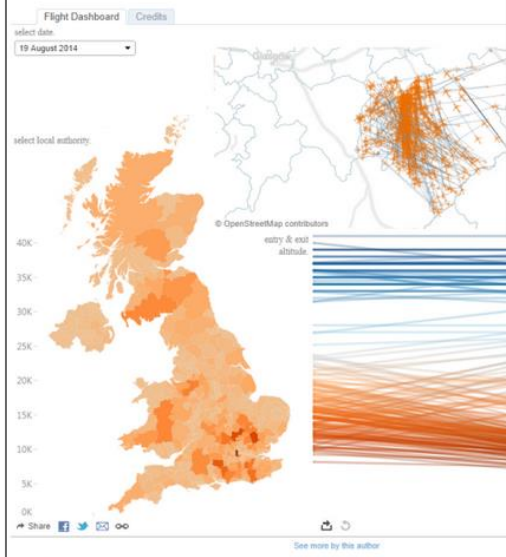 Flight Dashboard Credits
select date.
19 August 2014
select local authority.
© OpenStreetMap contributors
entry & exit
altitude.
40K
35K
30K
25K
20K
15K
10K
5K
0K
Share
See more by this author